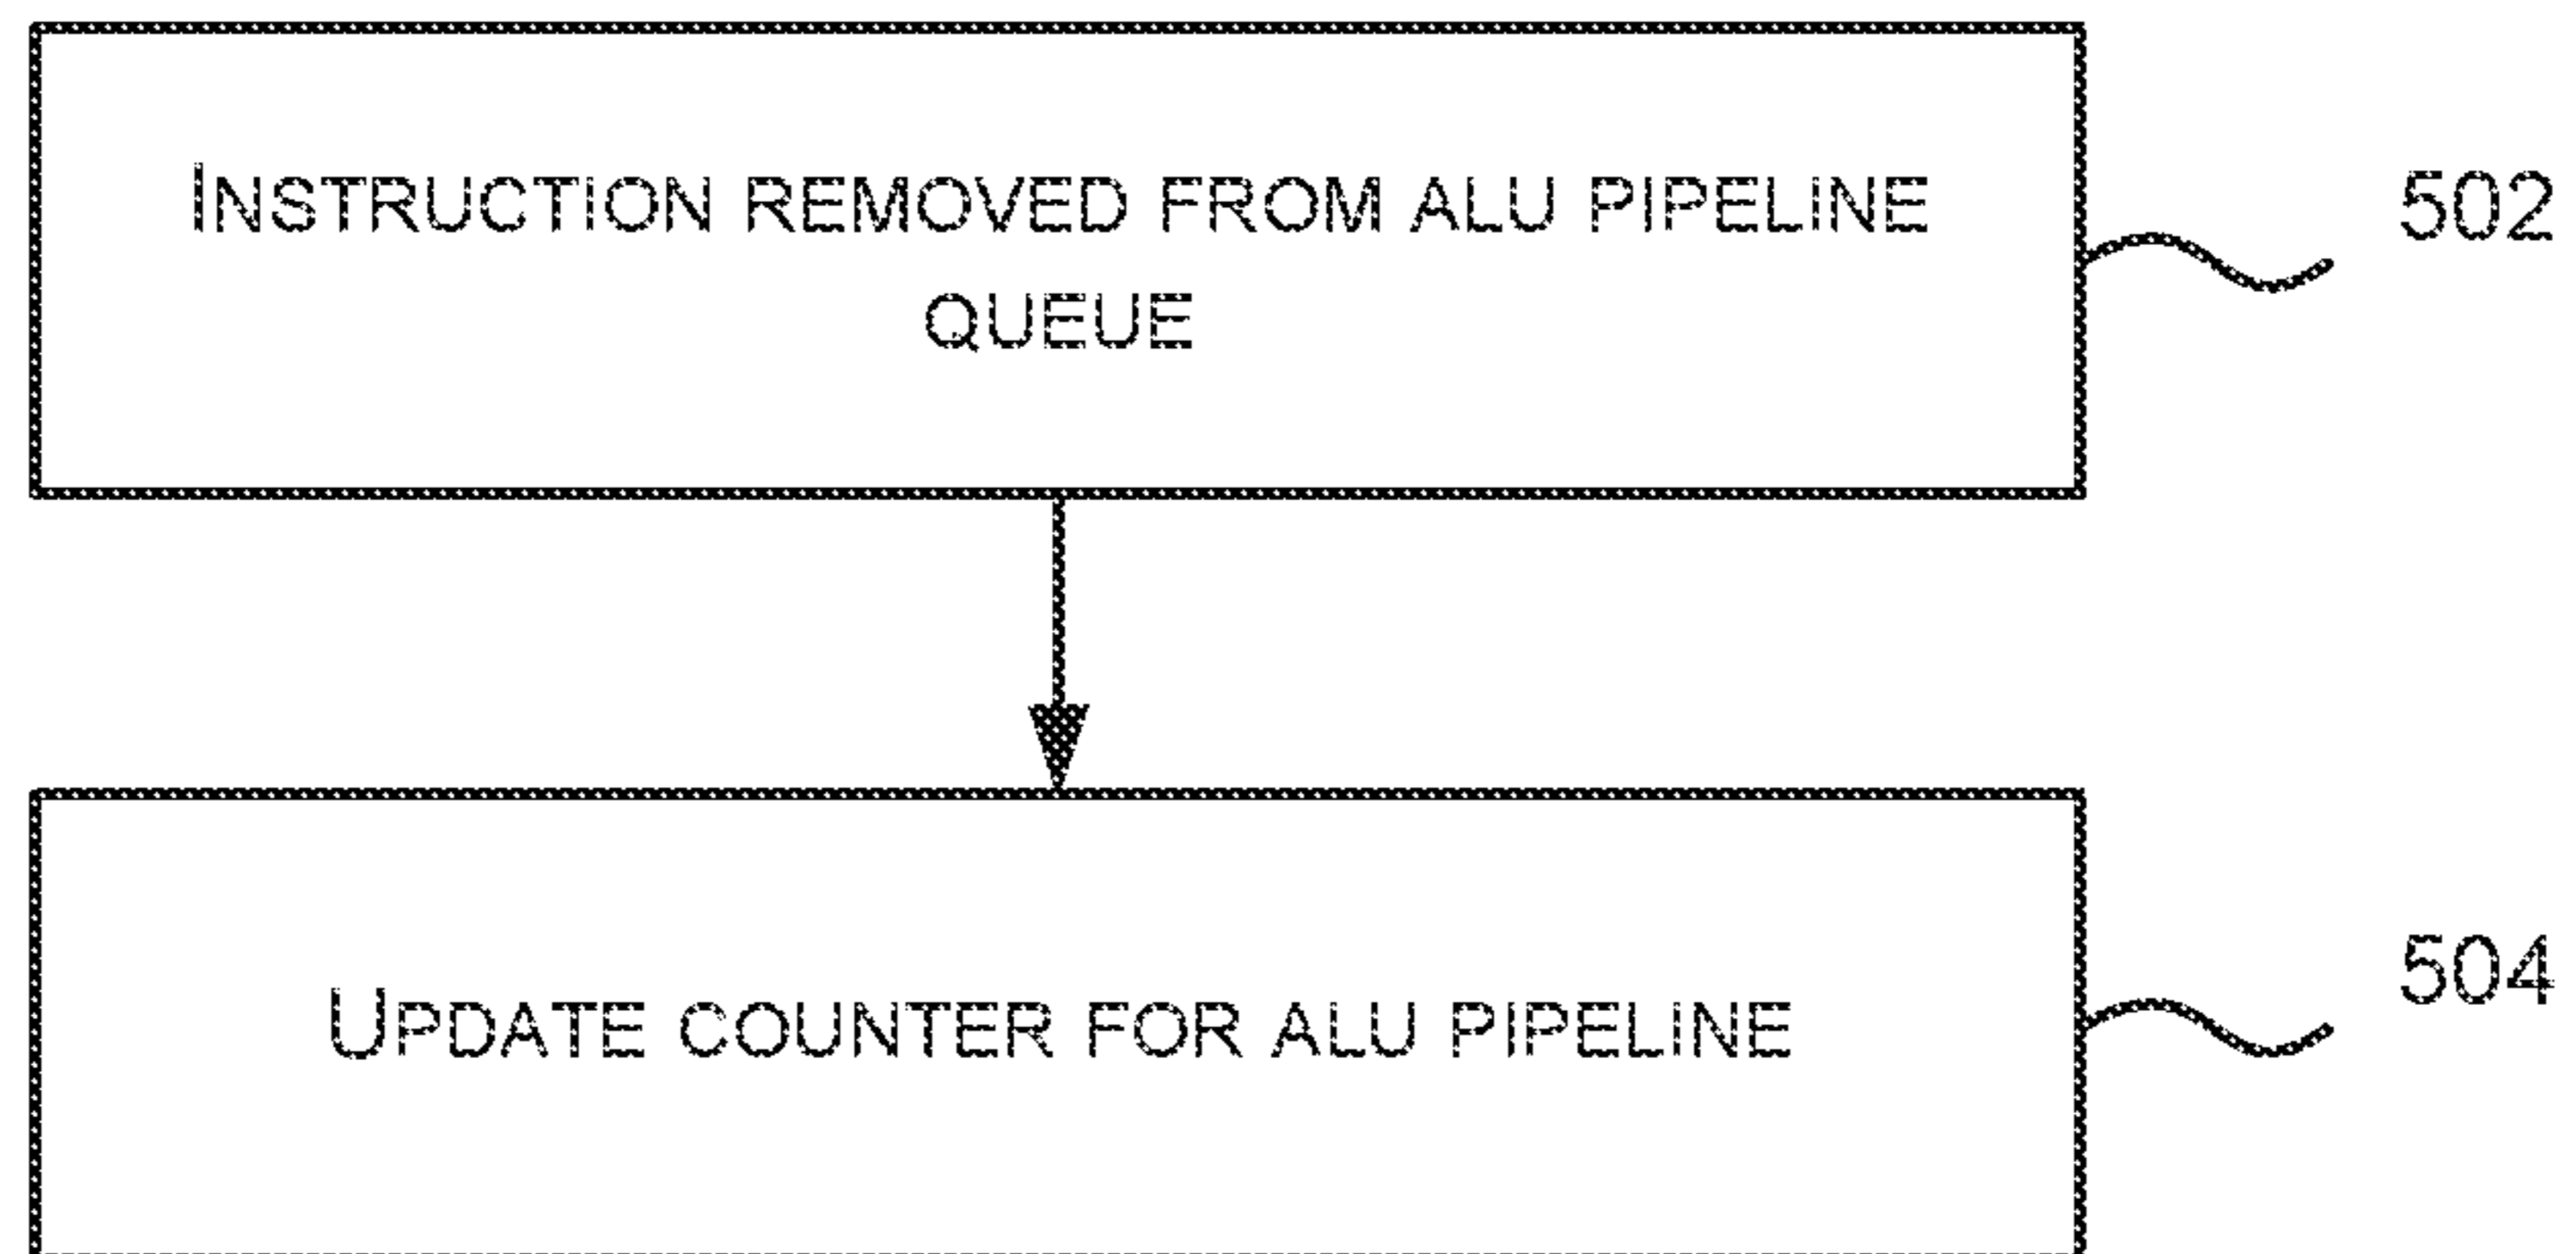 INSTRUCTION REMOVED FROM ALU PIPELINE
QUEUE
502
UPDATE COUNTER FOR ALU PIPELINE
504